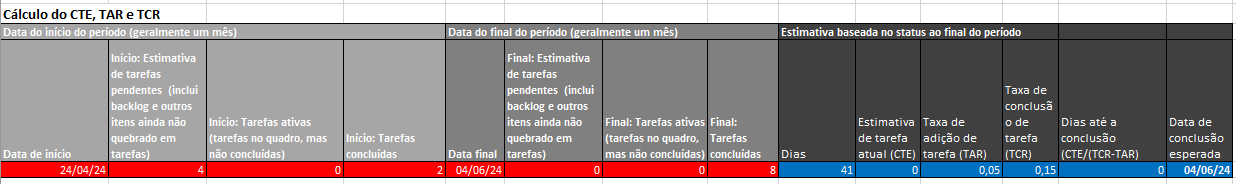 Cálculo do CTE, TAR e TCR
Data do início do período (geralmente um mês)
Data do final do período (geralmente um mês)
Estimativa baseada no status ao final do período
Data de início
Início: Estimativa
de tarefas
pendentes (inclui
backlog e outros
itens ainda não
quebrado em
tarefas)
Início: Tarefas ativas
(tarefas no quadro, mas
não concluídas)
Início: Tarefas
concluídas
Data final
Final: Estimativa
de tarefas
pendentes (inclui
backlog e outros
itens ainda não
quebrado em
tarefas)
Final: Tarefas ativas
(tarefas no quadro,
mas não concluídas)
Final:
Tarefas
concluídas
Dias
Estimativa
de tarefa
atual (CTE)
Taxa de
adição de
tarefa (TAR)
Taxa de
conclusã
o de
tarefa
(TCR)
Dias até a
conclusão
(CTE/(TCR-TAR)
Data de
conclusão
esperada
24/04/24 4 0 2 04/06/24 0 0 8 41 0 0,05 0,15 0 04/06/24